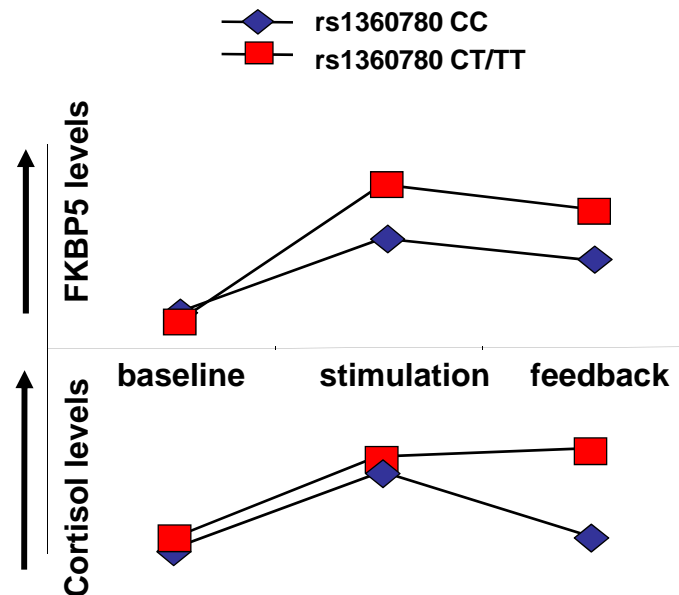 rs1360780 CC
rs1360780 CT/TT
FKBP5 levels
baseline stimulation feedback
Cortisol levels